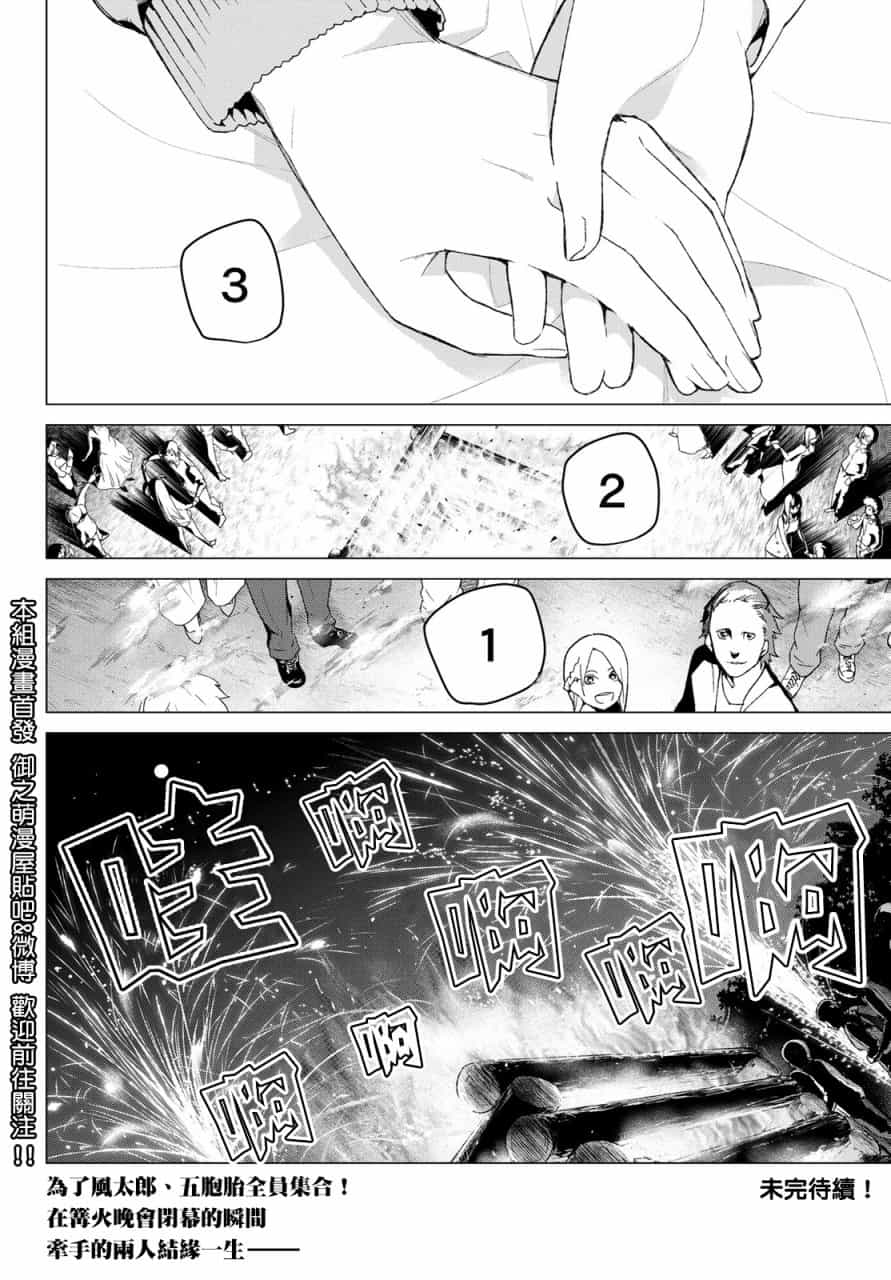 3
2
1
哇
啊
啊
啊
啊
啊
啊
本組漫畫首發 御之萌漫屋貼吧&微博 歡迎前往關注!!
為了風太郎、五胞胎全員集合！
在篝火晚會閉幕的瞬間
牽手的兩人結緣一生——
未完待續！